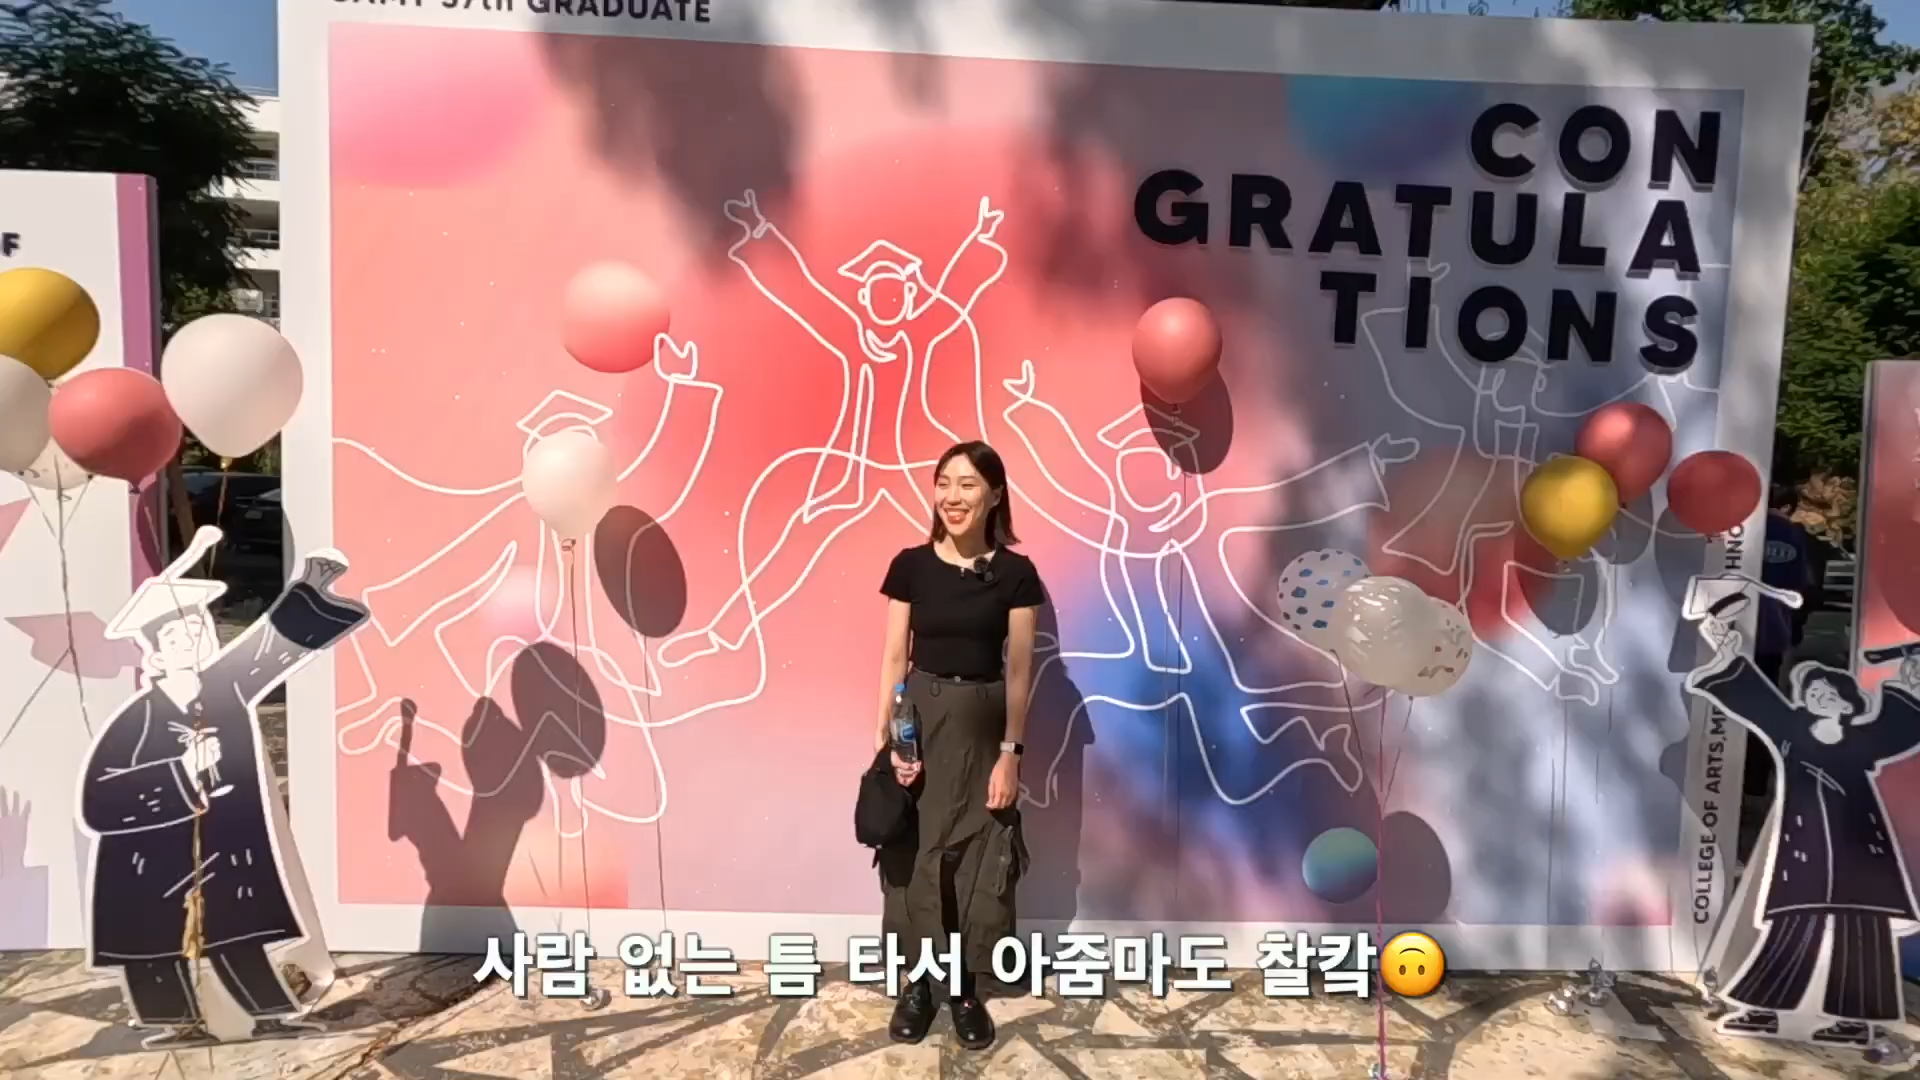 37th GRADUATE
CON
GRATULA
TIONS
F
COLLEGE OF ARTS,
사람 없는 틈 타서 아줌마도 찰칵🙃